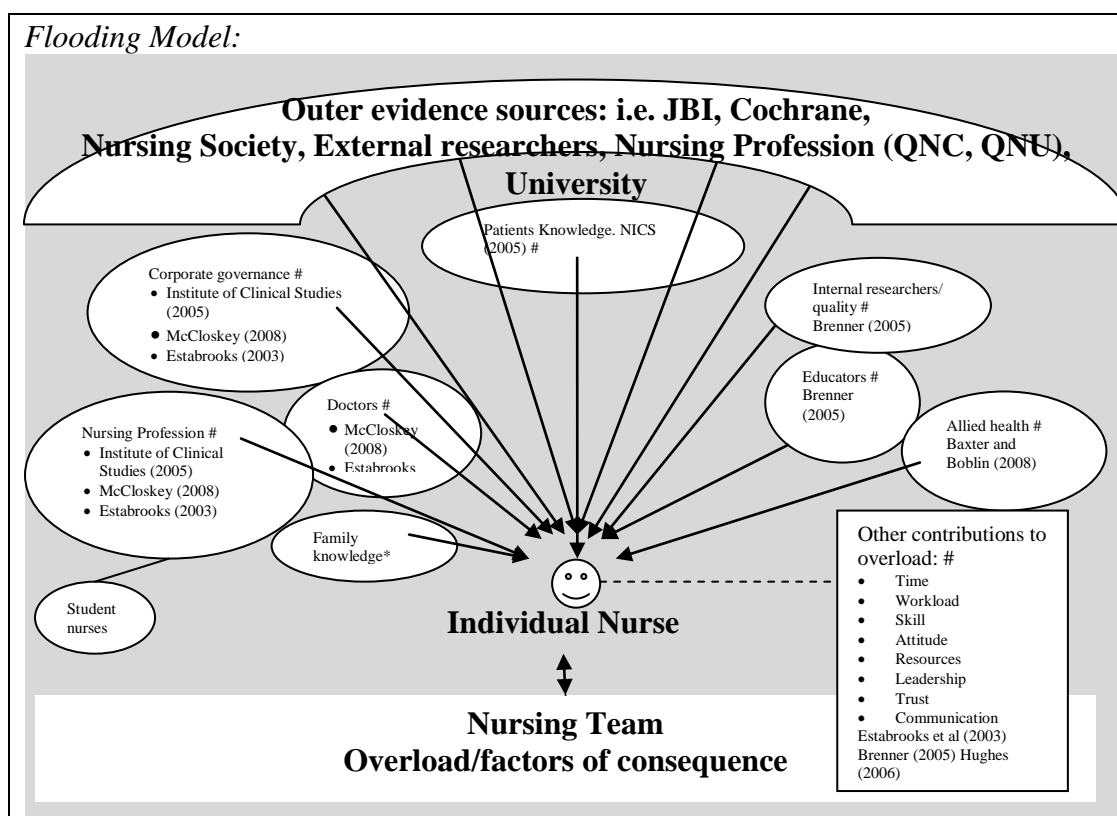 Flooding Model:
Outer evidence sources: i.e. JBI, Cochrane,
Nursing Society, External researchers, Nursing Profession (QNC, QNU),
University
Patients Knowledge. NICS
(2005) #
Corporate governance #
• Institute of Clinical Studies
(2005)
• McCloskey (2008)
• Estabrooks (2003)
Internal researchers/
quality #
Brenner (2005)
Educators #
Brenner
(2005)
Doctors #
• McCloskey
(2008)
• Estabrooks
Allied health #
Baxter and
Boblin (2008)
Nursing Profession #
• Institute of Clinical
Studies (2005)
• McCloskey (2008)
• Estabrooks (2003)
Family
knowledge*
Student
nurses
Individual Nurse
Other contributions to
overload: #
• Time
• Workload
• Skill
• Attitude
• Resources
• Leadership
• Trust
• Communication
Estabrooks et al (2003)
Brenner (2005) Hughes
(2006)
Nursing Team
Overload/factors of consequence